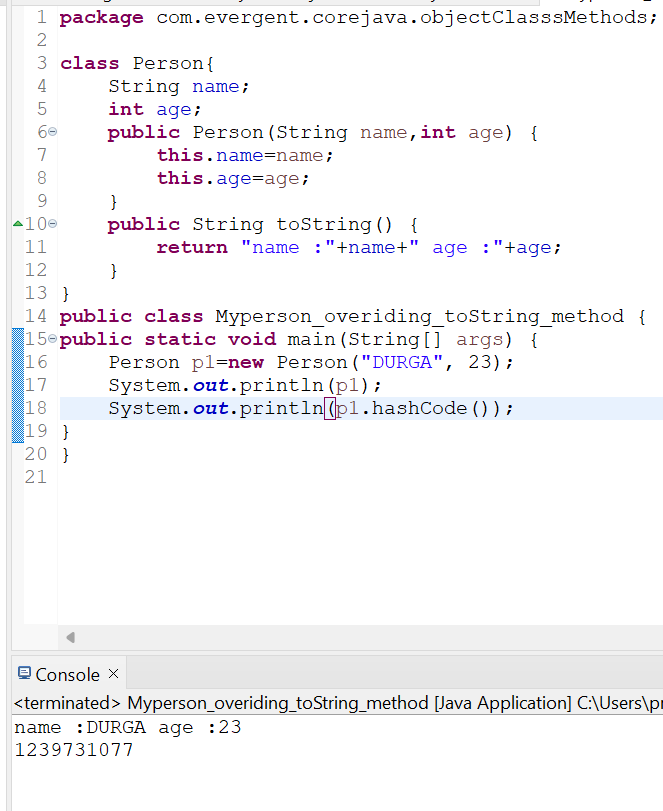 1 package com.evergent.corejava.objectClasssMethods;
2
3 class Person{
4     String name;
5     int age;
6     public Person(String name,int age) {
7         this.name=name;
8         this.age=age;
9     }
10     public String toString() {
11         return "name :"+name+" age :"+age;
12     }
13 }
14 public class Myperson_overiding_toString_method {
15 public static void main(String[] args) {
16     Person p1=new Person("DURGA", 23);
17     System.out.println(p1);
18     System.out.println(p1.hashCode());
19 }
20 }
21
Console ×
<terminated> Myperson_overiding_toString_method [Java Application] C:\Users\pr
name :DURGA age :23
1239731077